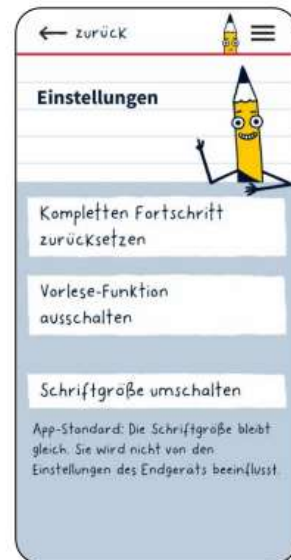 ← zurück
Einstellungen
Kompletten Fortschritt
zurücksetzen
Vorlese-Funktion
ausschalten
Schriftgröße umschalten
App-Standard: Die Schriftgröße bleibt
gleich. Sie wird nicht von den
Einstellungen des Endgeräts beeinflusst.